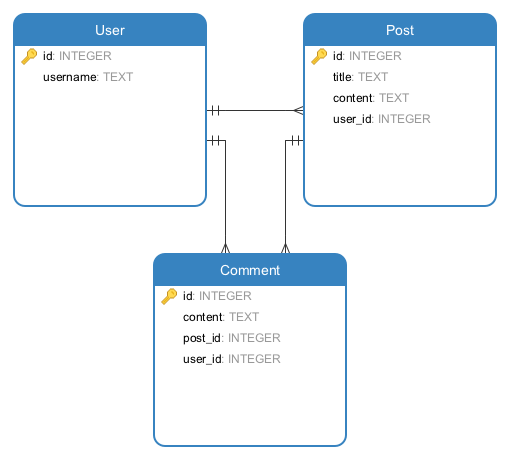 User
id: INTEGER
username: TEXT
Post
id: INTEGER
title: TEXT
content: TEXT
user_id: INTEGER
Comment
id: INTEGER
content: TEXT
post_id: INTEGER
user_id: INTEGER